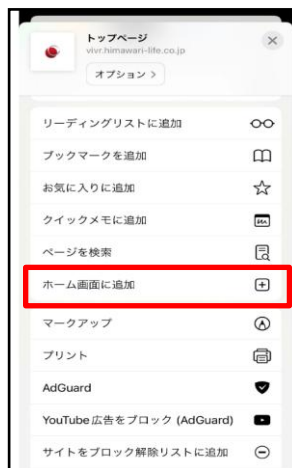 トップページ
vivr.himawari-life.co.jp
オプション >
リーディングリストに追加
ブックマークを追加
お気に入りに追加
クイックメモに追加
ページを検索
ホーム画面に追加
マークアップ
プリント
AdGuard
YouTube広告をブロック (AdGuard)
サイトをブロック解除リストに追加